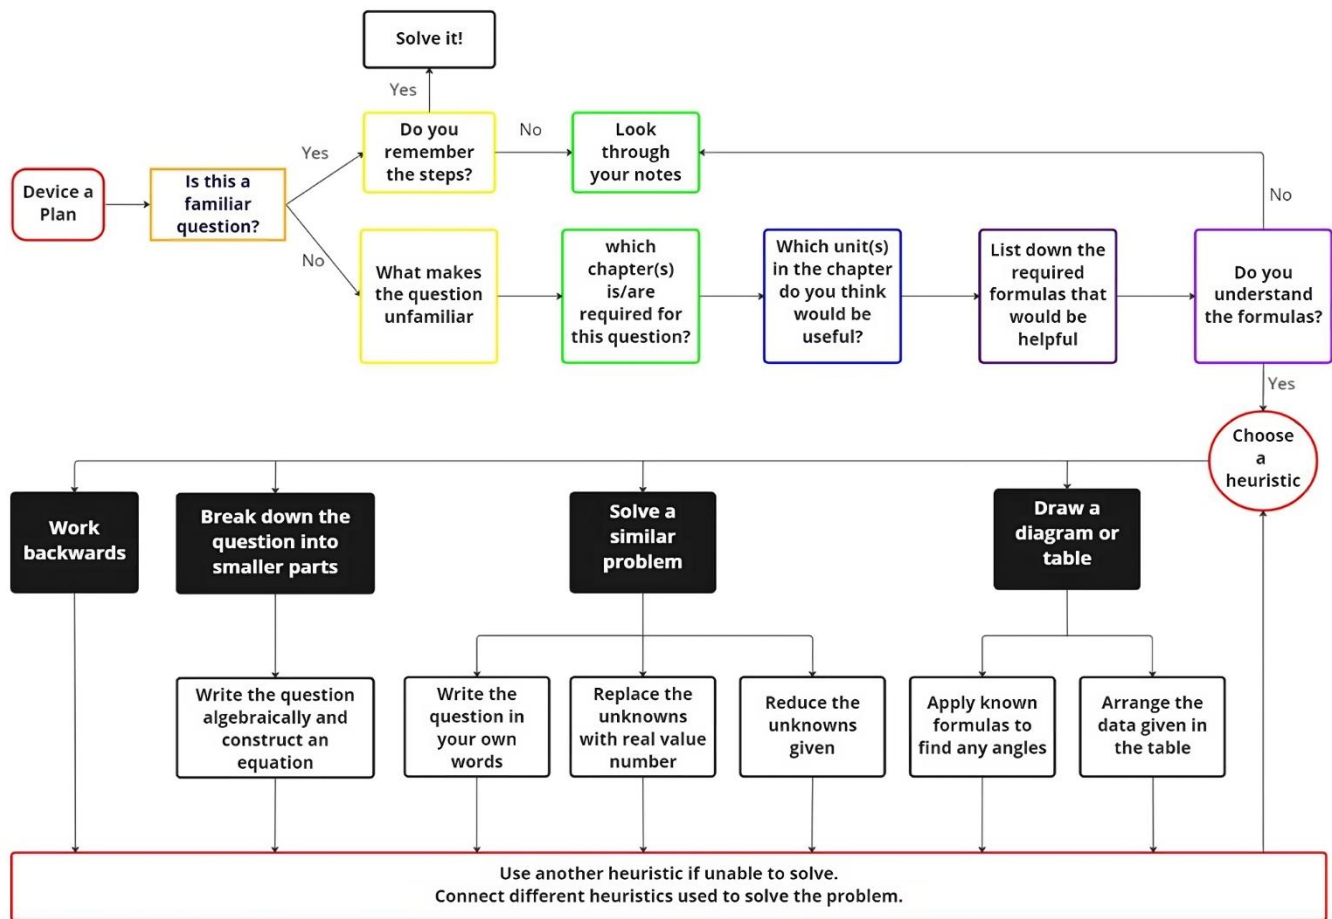 Solve it!
Yes
Do you
remember
the steps?
No
Look
through
your notes
Yes
Device a
Plan
Is this a
familiar
question?
No
No
What makes
the question
unfamiliar
which
chapter(s)
is/are
required for
this question?
Which unit(s)
in the chapter
do you think
would be
useful?
List down the
required
formulas that
would be
helpful
Do you
understand
the formulas?
Yes
Choose
a
heuristic
Work
backwards
Break down the
question into
smaller parts
Solve a
similar
problem
Draw a
diagram or
table
Write the question
algebraically and
construct an
equation
Write the
question in
your own
words
Replace the
unknowns
with real value
number
Reduce the
unknowns
given
Apply known
formulas to
find any angles
Arrange the
data given in
the table
Use another heuristic if unable to solve.
Connect different heuristics used to solve the problem.